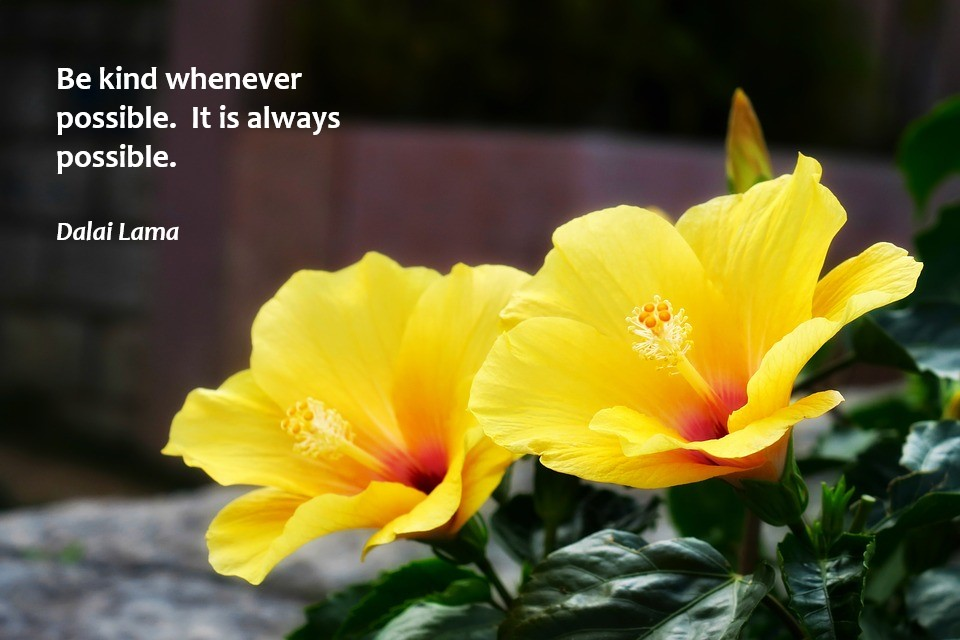 Be kind whenever
possible.  It is always
possible.
Dalai Lama